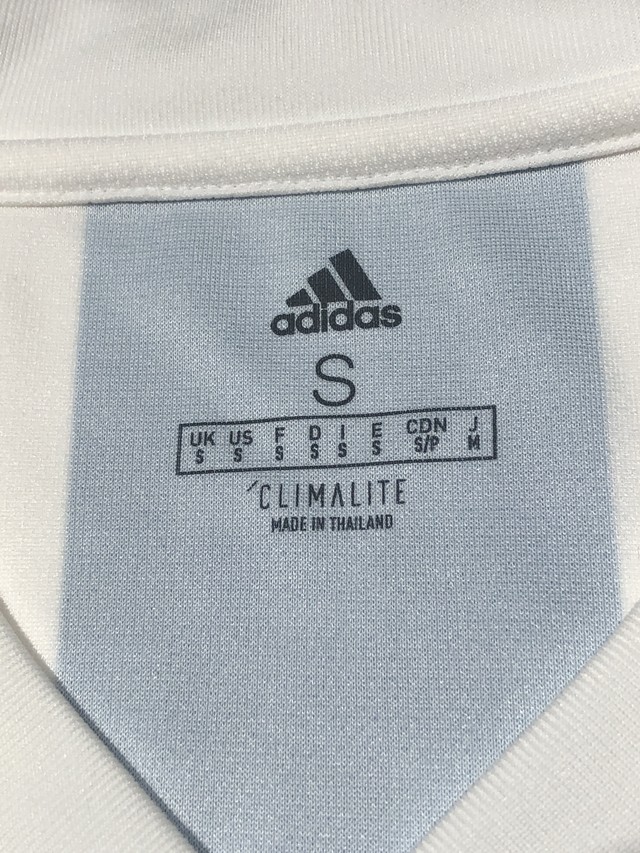 adidas
S
UK US F D I E CDN J
S S S S S S S/P M
CLIMALITE
MADE IN THAILAND